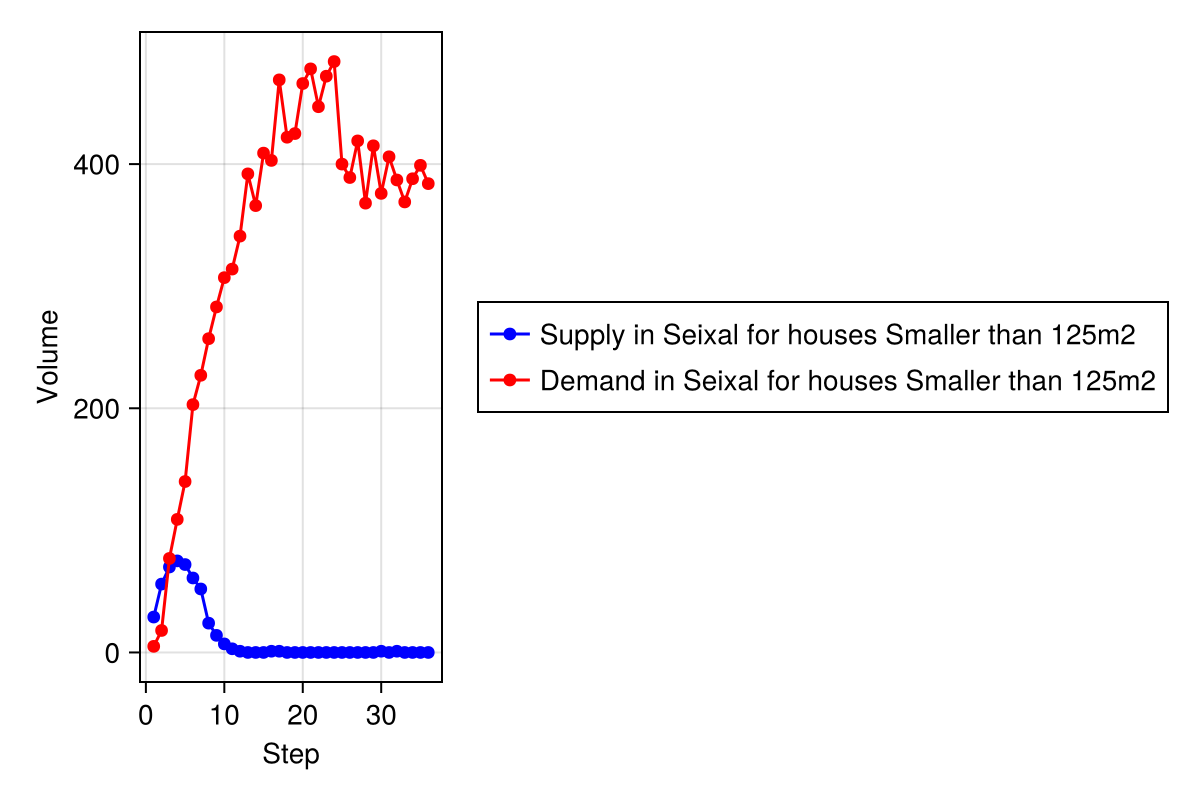 Volume
400
200
0
0 10 20 30
Step
Supply in Seixal for houses Smaller than 125m2
Demand in Seixal for houses Smaller than 125m2